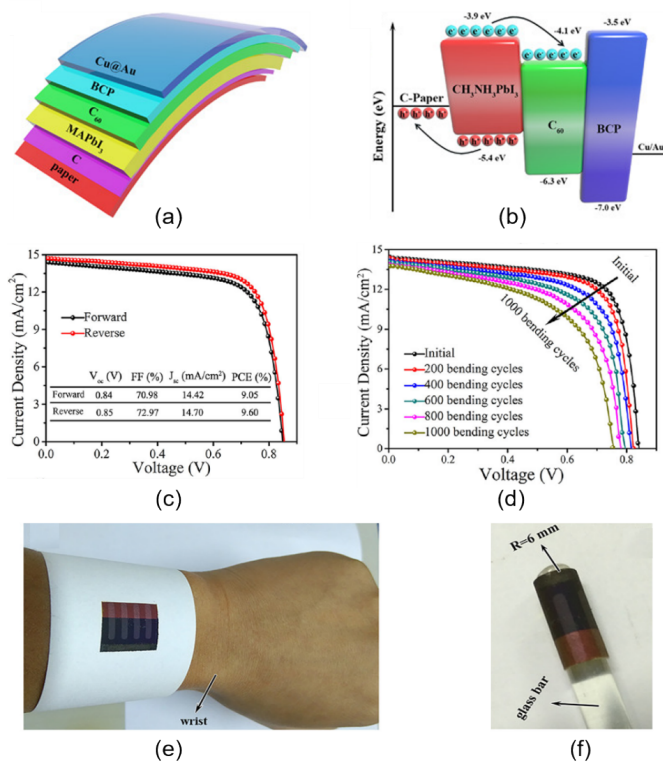 Cu@Au
BCP
C₆₀
MAPbI₃
C
paper
(a)
Energy (eV)
C-Paper
h⁺ h⁺ h⁺ h⁺
-3.9 eV
e⁻ e⁻ e⁻ e⁻ e⁻ e⁻
CH₃NH₃PbI₃
h⁺ h⁺ h⁺ h⁺ h⁺
-5.4 eV
-4.1 eV
e⁻ e⁻ e⁻ e⁻ e⁻
C₆₀
-6.3 eV
-3.5 eV
BCP
-7.0 eV
Cu/Au
(b)
Current Density (mA/cm²)
15
12
9
6
3
0
Forward
Reverse
Voc (V) FF (%) Jsc (mA/cm²) PCE (%)
Forward 0.84 70.98 14.42 9.05
Reverse 0.85 72.97 14.70 9.60
0.0 0.2 0.4 0.6 0.8
Voltage (V)
(c)
Current Density (mA/cm²)
15
12
9
6
3
0
Initial
1000 bending cycles
Initial
200 bending cycles
400 bending cycles
600 bending cycles
800 bending cycles
1000 bending cycles
0.0 0.2 0.4 0.6 0.8
Voltage (V)
(d)
wrist
(e)
R=6 mm
glass bar
(f)